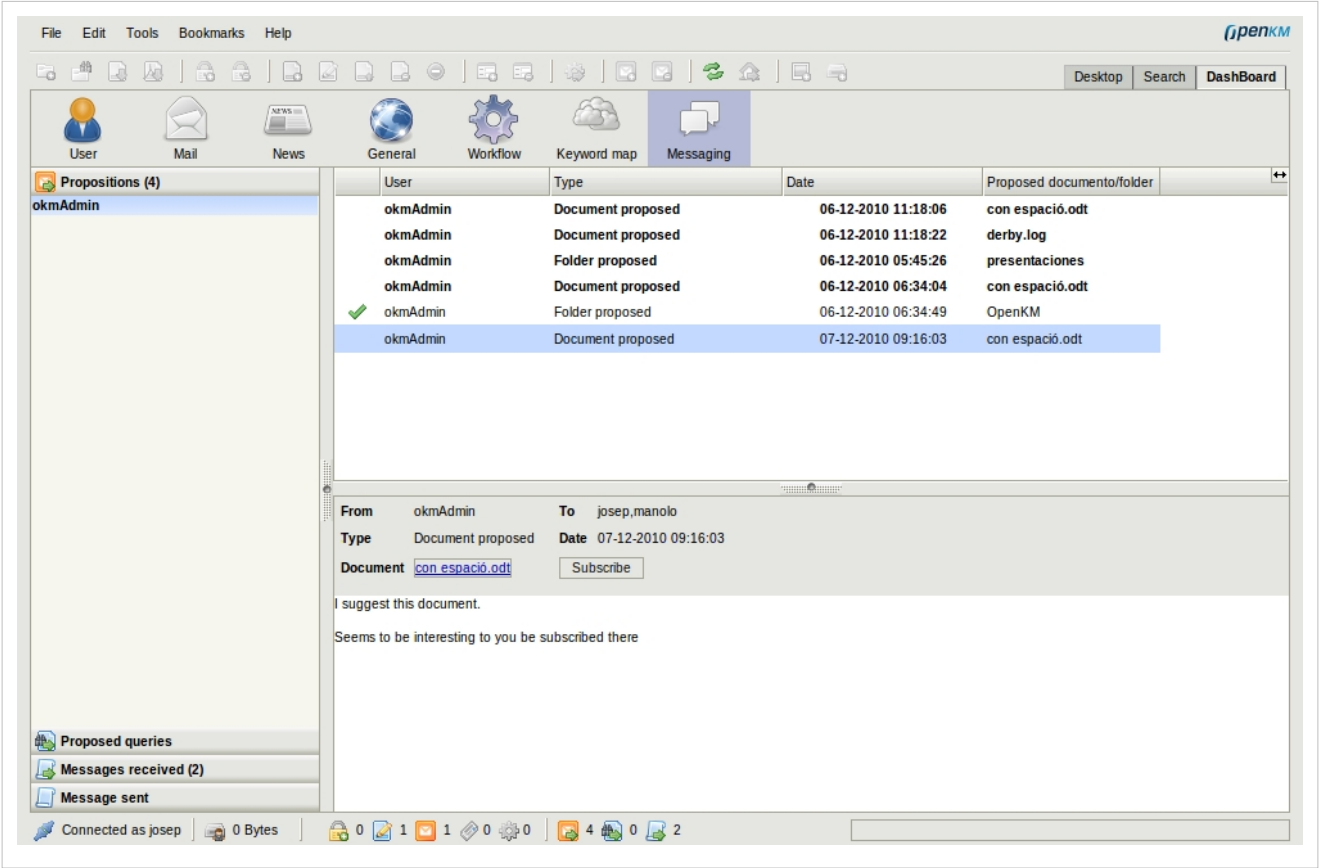 File Edit Tools Bookmarks Help
OpenKM
Desktop Search DashBoard
NEWS
User Mail News General Workflow Keyword map Messaging
Propositions (4)
okmAdmin
User Type Date Proposed documento/folder
okmAdmin Document proposed 06-12-2010 11:18:06 con espació.odt
okmAdmin Document proposed 06-12-2010 11:18:22 derby.log
okmAdmin Folder proposed 06-12-2010 05:45:26 presentaciones
okmAdmin Document proposed 06-12-2010 06:34:04 con espació.odt
okmAdmin Folder proposed 06-12-2010 06:34:49 OpenKM
okmAdmin Document proposed 07-12-2010 09:16:03 con espació.odt
From okmAdmin To josep,manolo
Type Document proposed Date 07-12-2010 09:16:03
Document con espació.odt Subscribe
I suggest this document.
Seems to be interesting to you be subscribed there
Proposed queries
Messages received (2)
Message sent
Connected as josep 0 Bytes 0 1 1 0 0 4 0 2